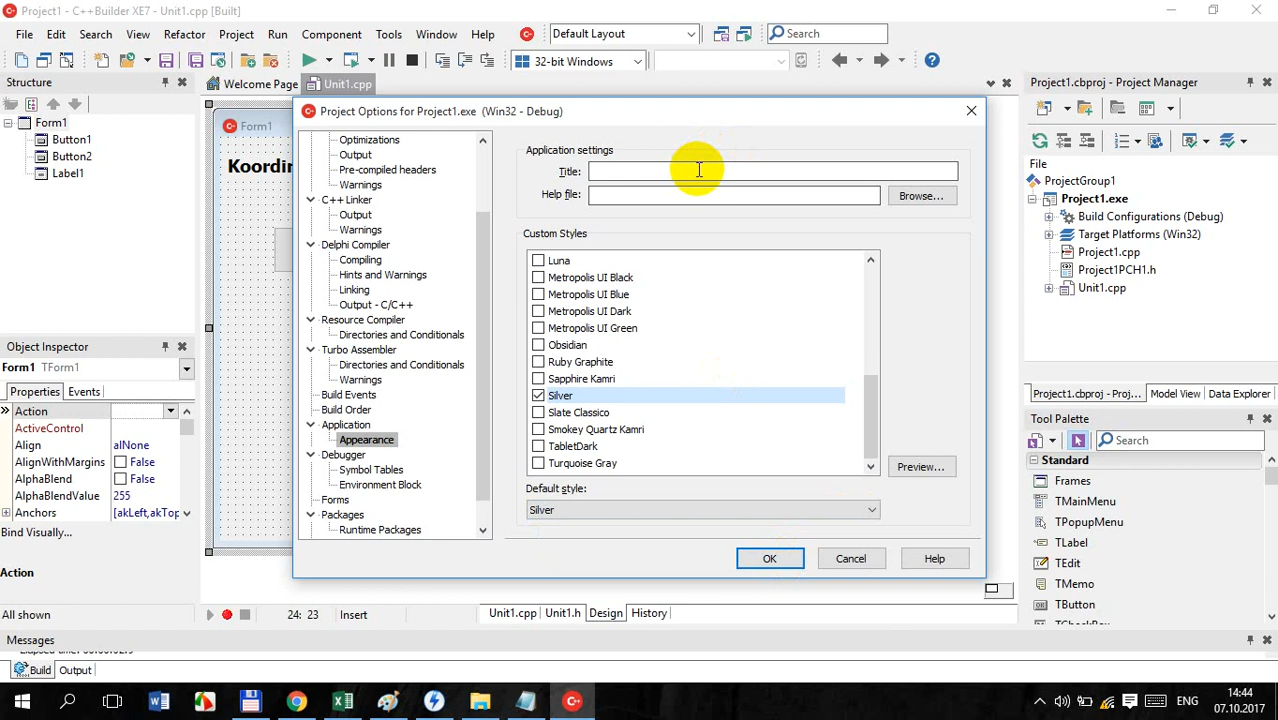 Project1 - C++Builder XE7 - Unit1.cpp [Built]
File Edit Search View Refactor Project Run Component Tools Window Help
Default Layout
Search
32-bit Windows
Structure
Welcome Page
Unit1.cpp
Form1
Button1
Button2
Label1
Form1
Project Options for Project1.exe (Win32 - Debug)
Optimizations
Output
Pre-compiled headers
Warnings
C++ Linker
Output
Warnings
Delphi Compiler
Compiling
Hints and Warnings
Linking
Output - C/C++
Resource Compiler
Directories and Conditionals
Turbo Assembler
Directories and Conditionals
Warnings
Build Events
Build Order
Application
Appearance
Debugger
Symbol Tables
Environment Block
Forms
Packages
Runtime Packages
Application settings
Title:
Help file:
Browse...
Custom Styles
Luna
Metropolis UI Black
Metropolis UI Blue
Metropolis UI Dark
Metropolis UI Green
Obsidian
Ruby Graphite
Sapphire Kamri
Silver
Slate Classico
Smokey Quartz Kamri
TabletDark
Turquoise Gray
Preview...
Default style:
Silver
OK
Cancel
Help
Object Inspector
Form1 TForm1
Properties Events
Action
ActiveControl
Align alNone
AlignWithMargins False
AlphaBlend False
AlphaBlendValue 255
Anchors [akLeft,akTop
Bind Visually...
Action
All shown
24: 23 Insert
Unit1.cpp Unit1.h Design History
Messages
Build Output
Project1.cbproj - Project Manager
File
ProjectGroup1
Project1.exe
Build Configurations (Debug)
Target Platforms (Win32)
Project1.cpp
Project1PCH1.h
Unit1.cpp
Project1.cbproj - Proj... Model View Data Explorer
Tool Palette
Search
Standard
Frames
TMainMenu
TPopupMenu
TLabel
TEdit
TMemo
TButton
ENG
14:44
07.10.2017